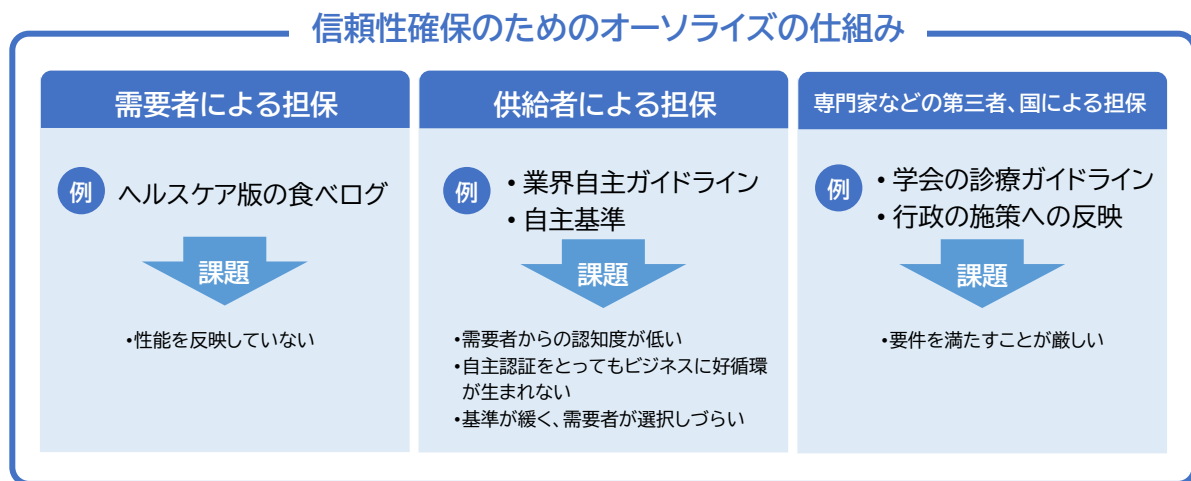 信頼性確保のためのオーソライズの仕組み
需要者による担保
例
ヘルスケア版の食べログ
課題
・性能を反映していない
供給者による担保
例
・業界自主ガイドライン
・自主基準
課題
・需要者からの認知度が低い
・自主認証をとってもビジネスに好循環
が生まれない
・基準が緩く、需要者が選択しづらい
専門家などの第三者、国による担保
例
・学会の診療ガイドライン
・行政の施策への反映
課題
・要件を満たすことが厳しい